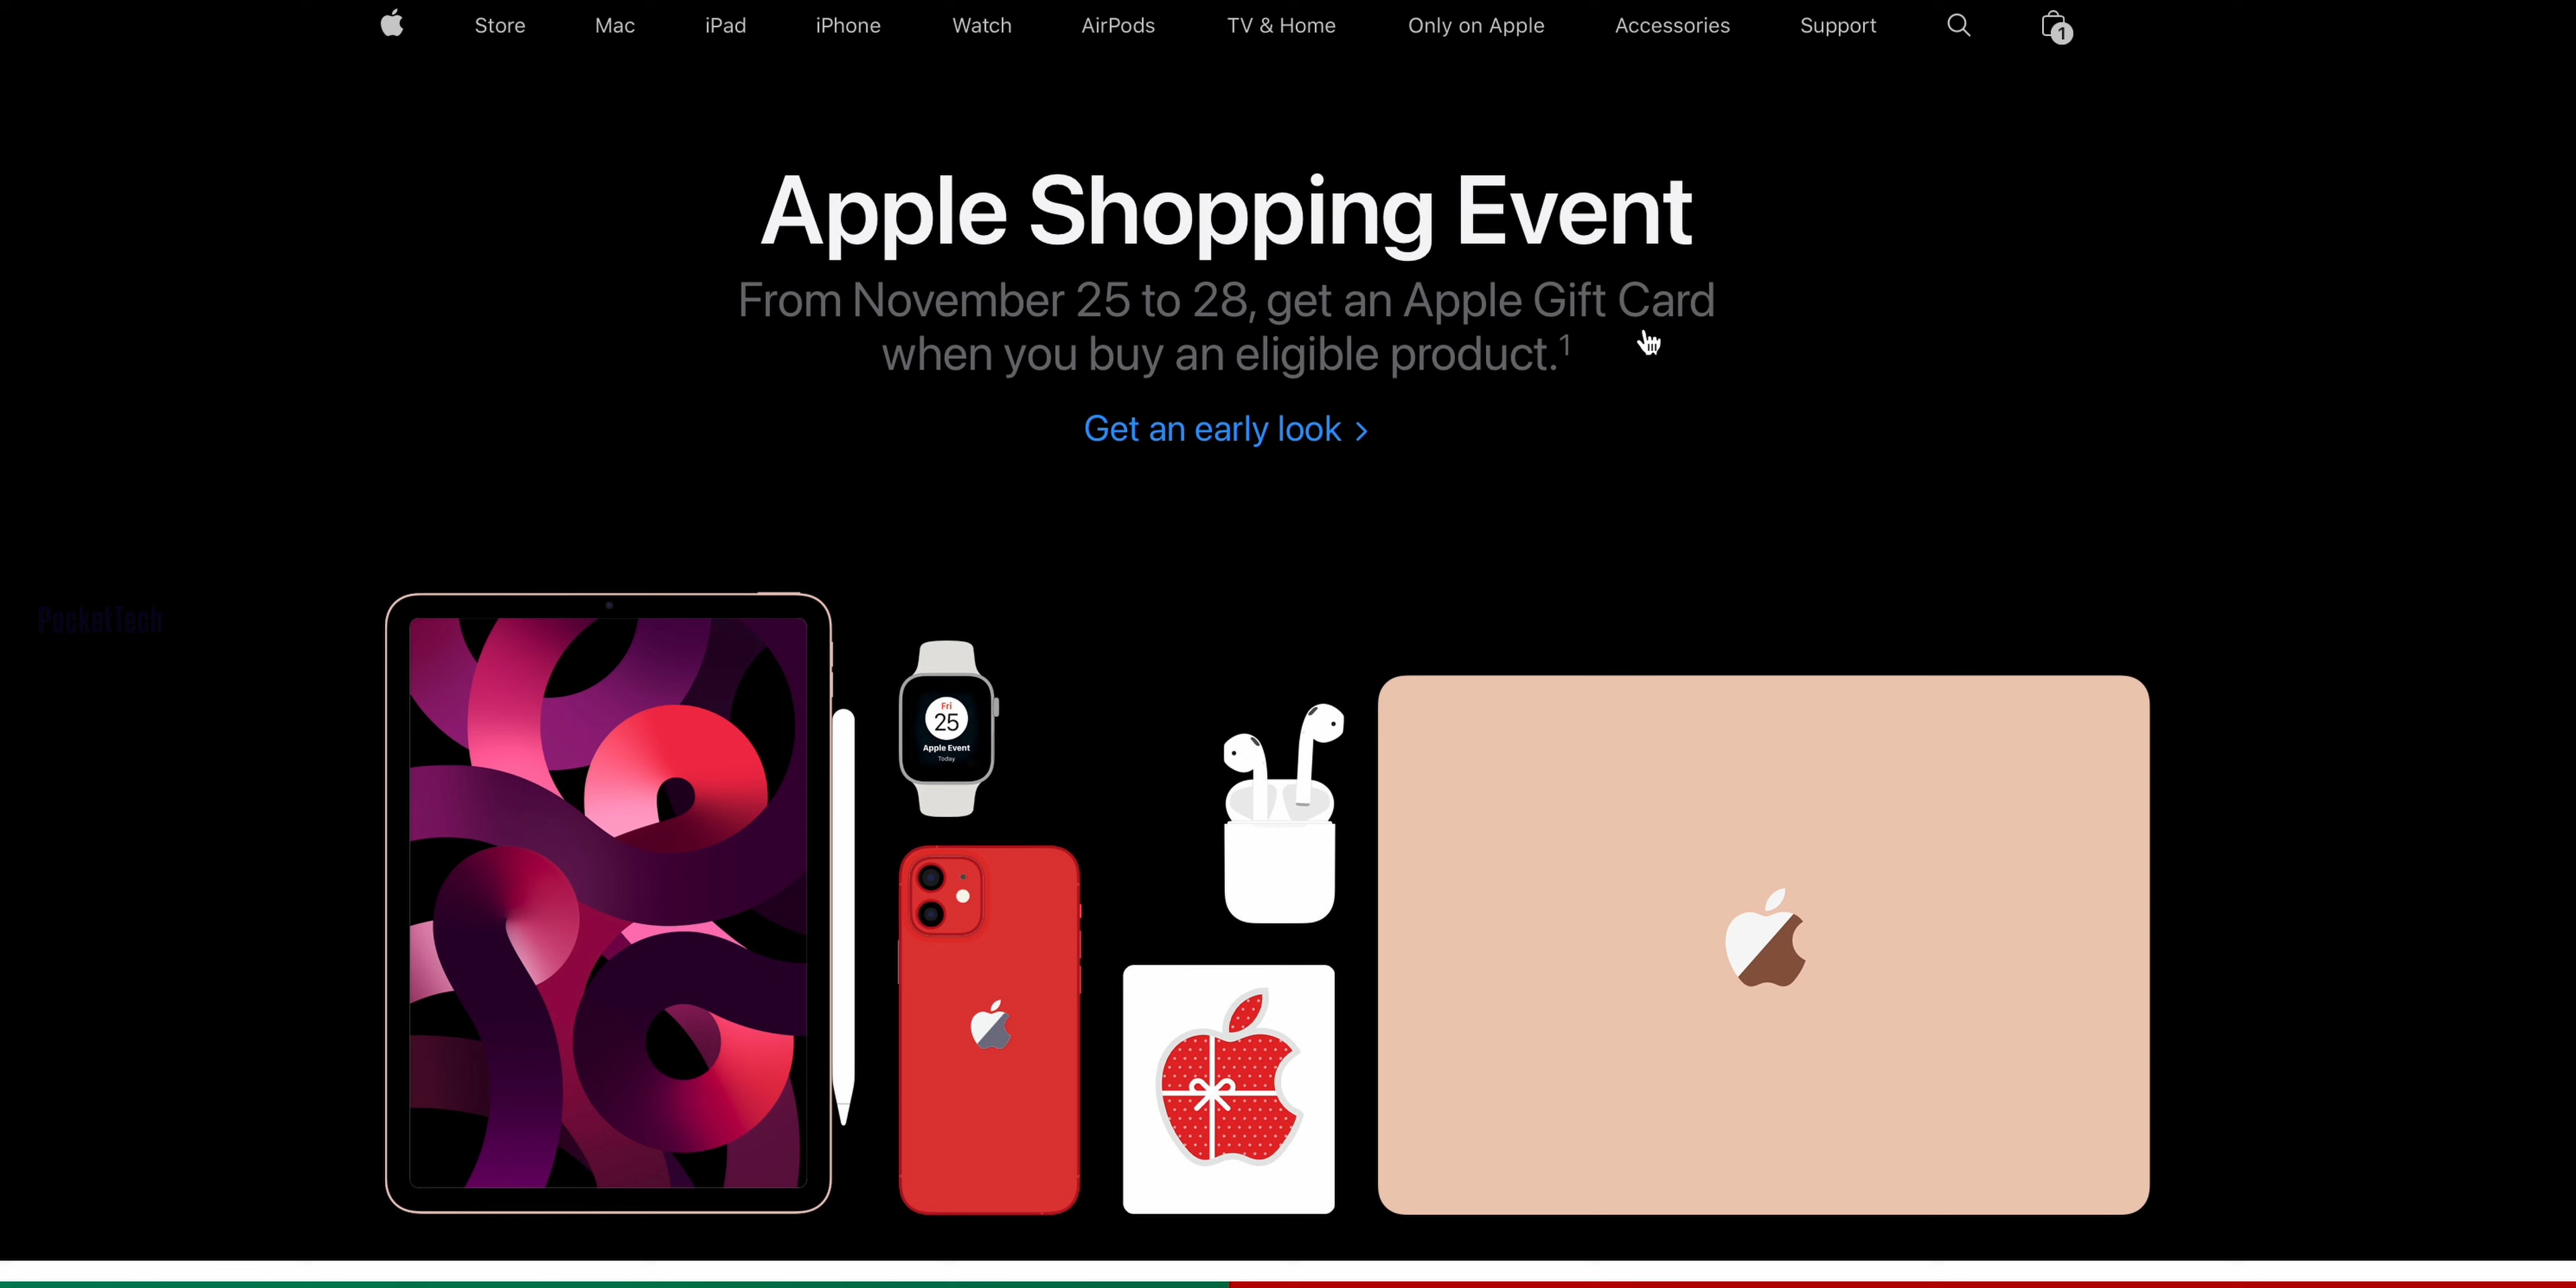 Store Mac iPad iPhone Watch AirPods TV & Home Only on Apple Accessories Support 1
Apple Shopping Event
From November 25 to 28, get an Apple Gift Card
when you buy an eligible product.¹
Get an early look >
PocketTech
Fri
25
Apple Event
Today